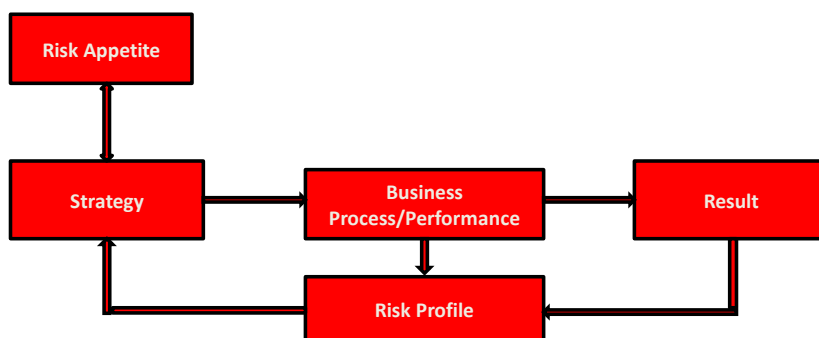 Risk Appetite
Strategy
Business
Process/Performance
Result
Risk Profile